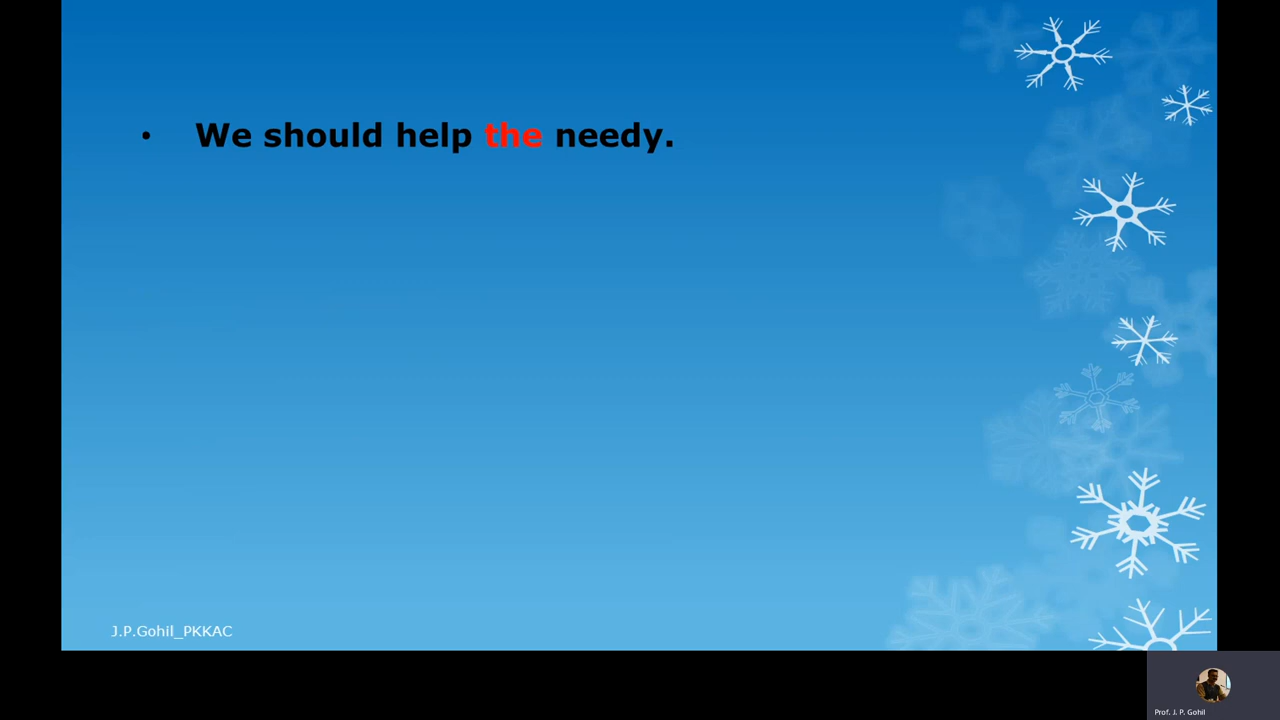 • We should help the needy.
J.P.Gohil_PKKAC
Prof. J. P. Gohil